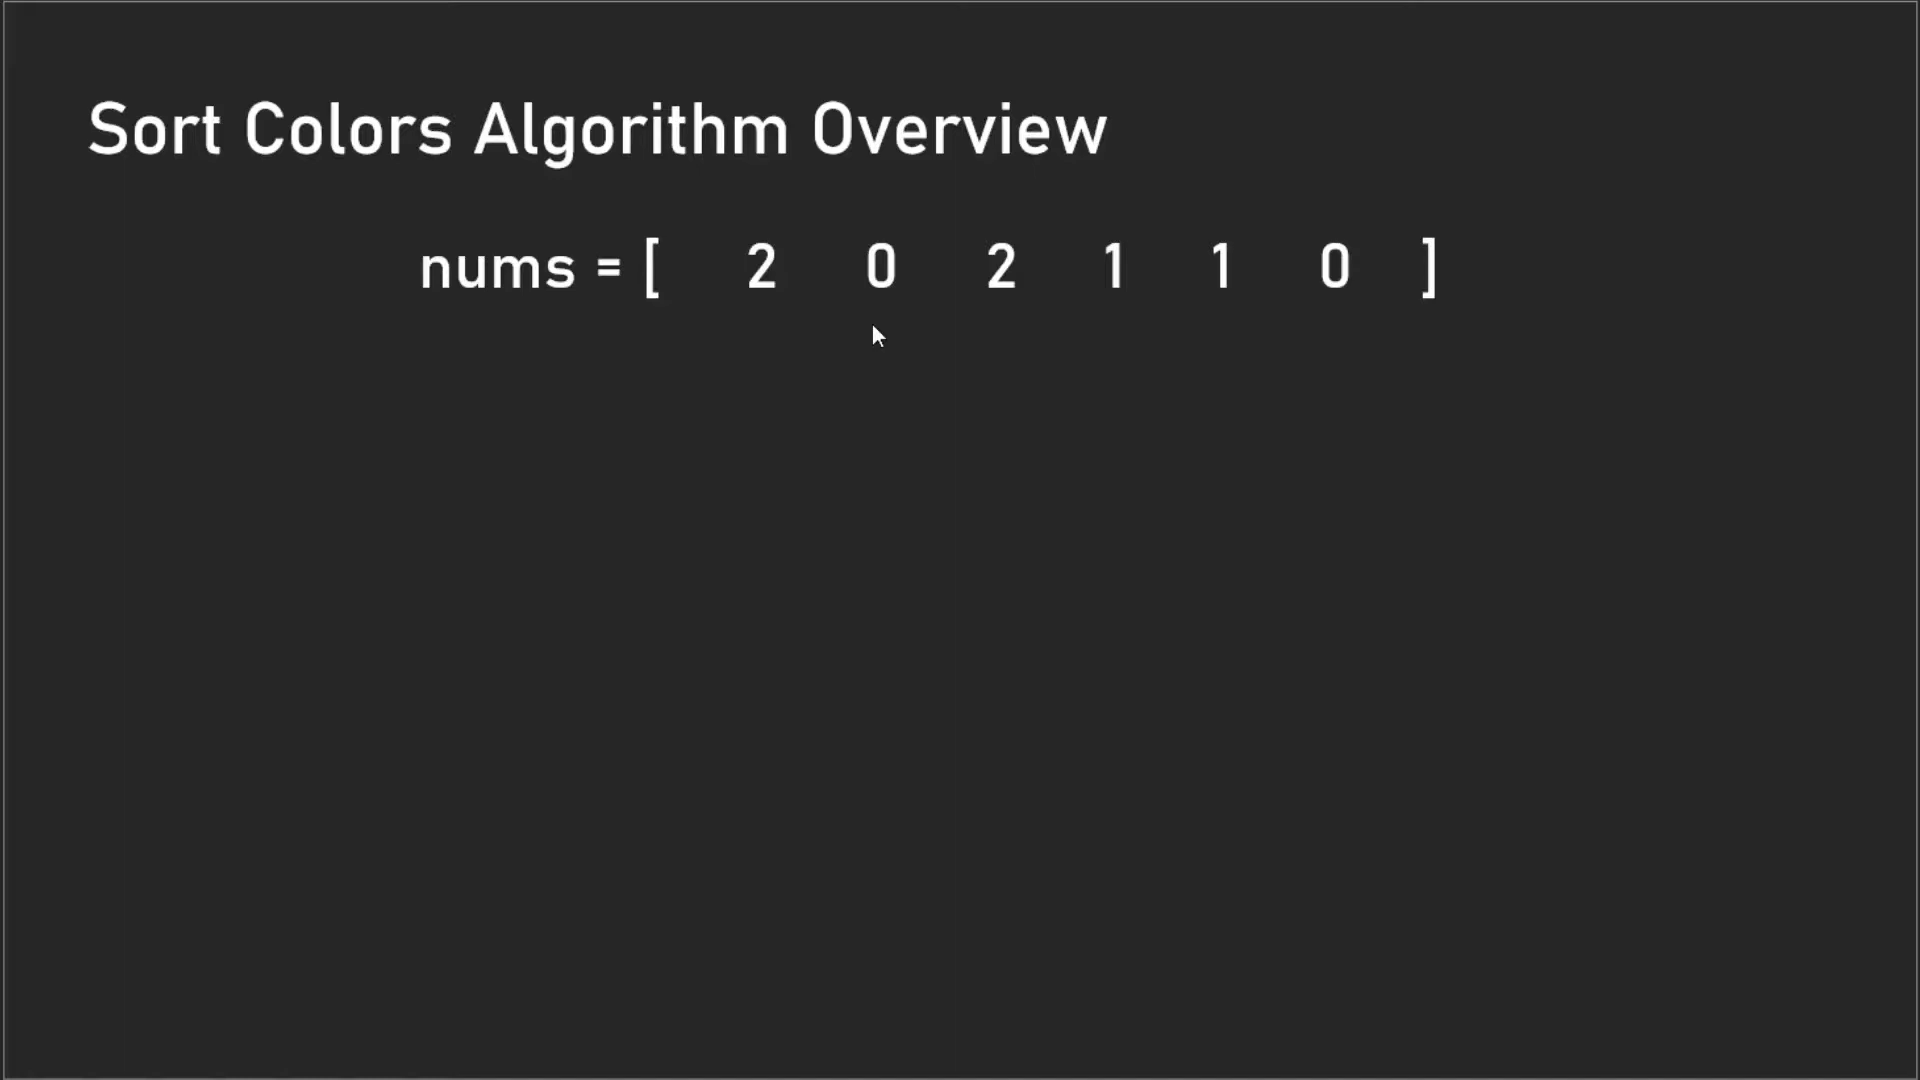 Sort Colors Algorithm Overview
nums = [ 2 0 2 1 1 0 ]